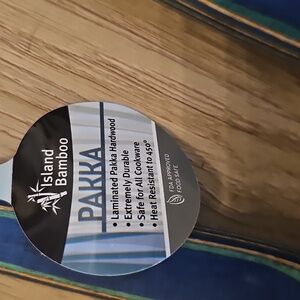 Island
Bamboo
PAKKA
• Laminated Pakka Hardwood
• Extremely Durable
• Safe for All Cookware
• Heat Resistant to 450°
FDA APPROVED
FOOD SAFE